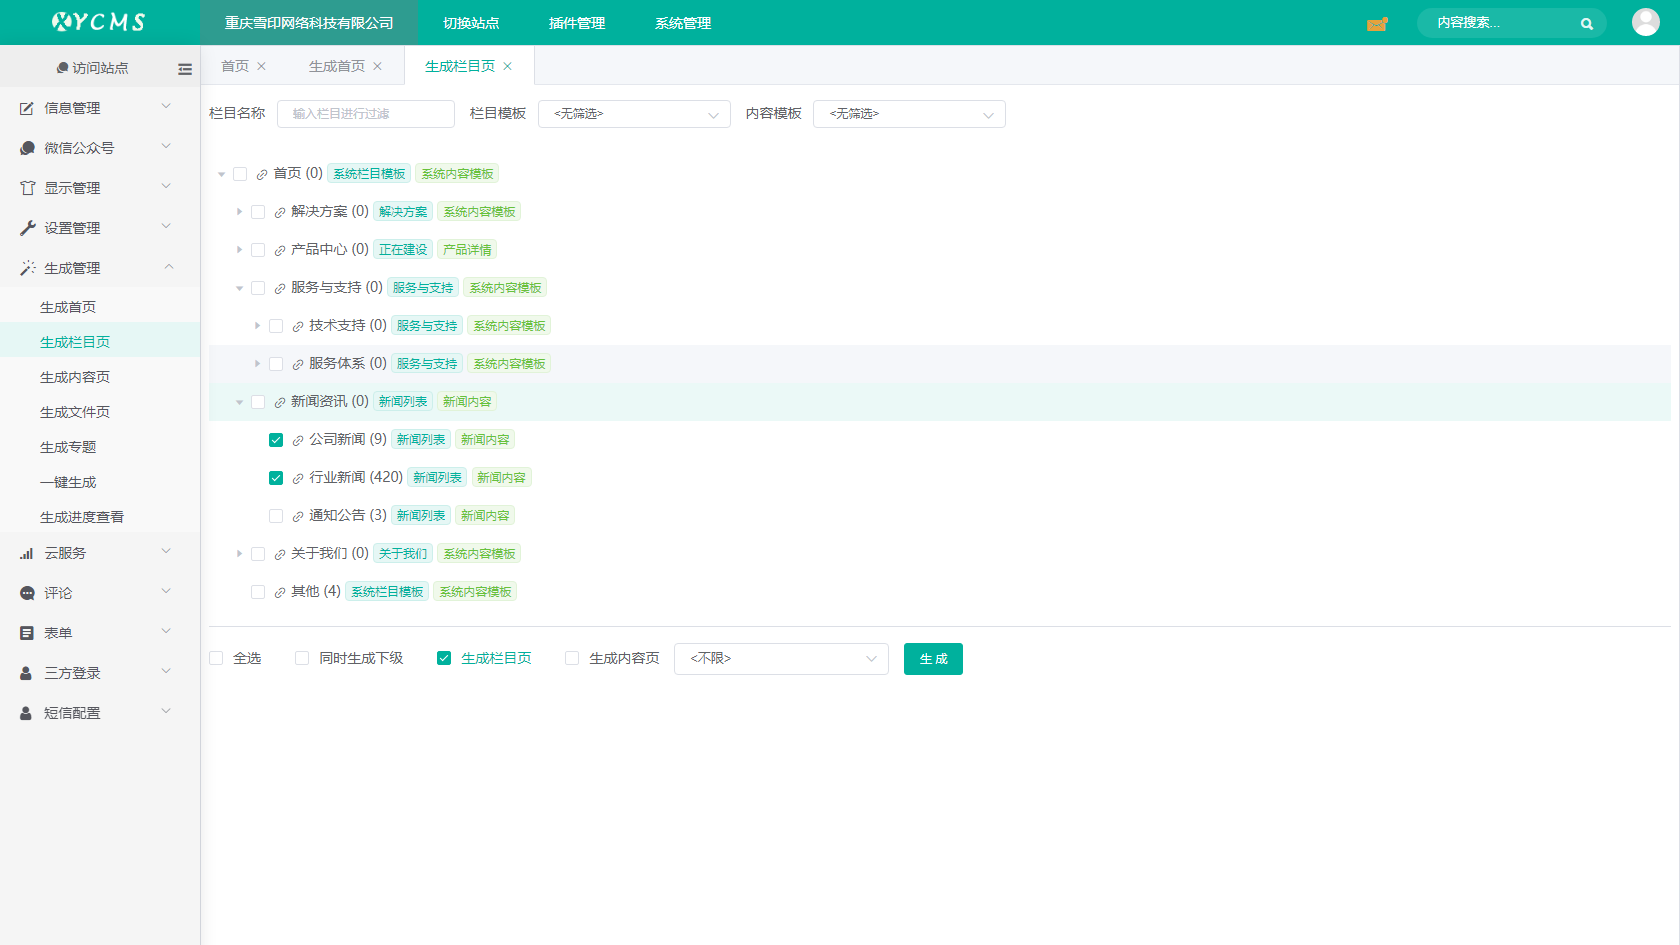 XYCMS 重庆雪印网络科技有限公司 切换站点 插件管理 系统管理 内容搜索...
访问站点
首页 生成首页 生成栏目页
信息管理
微信公众号
显示管理
设置管理
生成管理
生成首页
生成栏目页
生成内容页
生成文件页
生成专题
一键生成
生成进度查看
云服务
评论
表单
三方登录
短信配置
栏目名称 输入栏目进行过滤 栏目模板 <无筛选> 内容模板 <无筛选>
首页 (0) 系统栏目模板 系统内容模板
解决方案 (0) 解决方案 系统内容模板
产品中心 (0) 正在建设 产品详情
服务与支持 (0) 服务与支持 系统内容模板
技术支持 (0) 服务与支持 系统内容模板
服务体系 (0) 服务与支持 系统内容模板
新闻资讯 (0) 新闻列表 新闻内容
公司新闻 (9) 新闻列表 新闻内容
行业新闻 (420) 新闻列表 新闻内容
通知公告 (3) 新闻列表 新闻内容
关于我们 (0) 关于我们 系统内容模板
其他 (4) 系统栏目模板 系统内容模板
全选 同时生成下级 生成栏目页 生成内容页 <不限> 生成